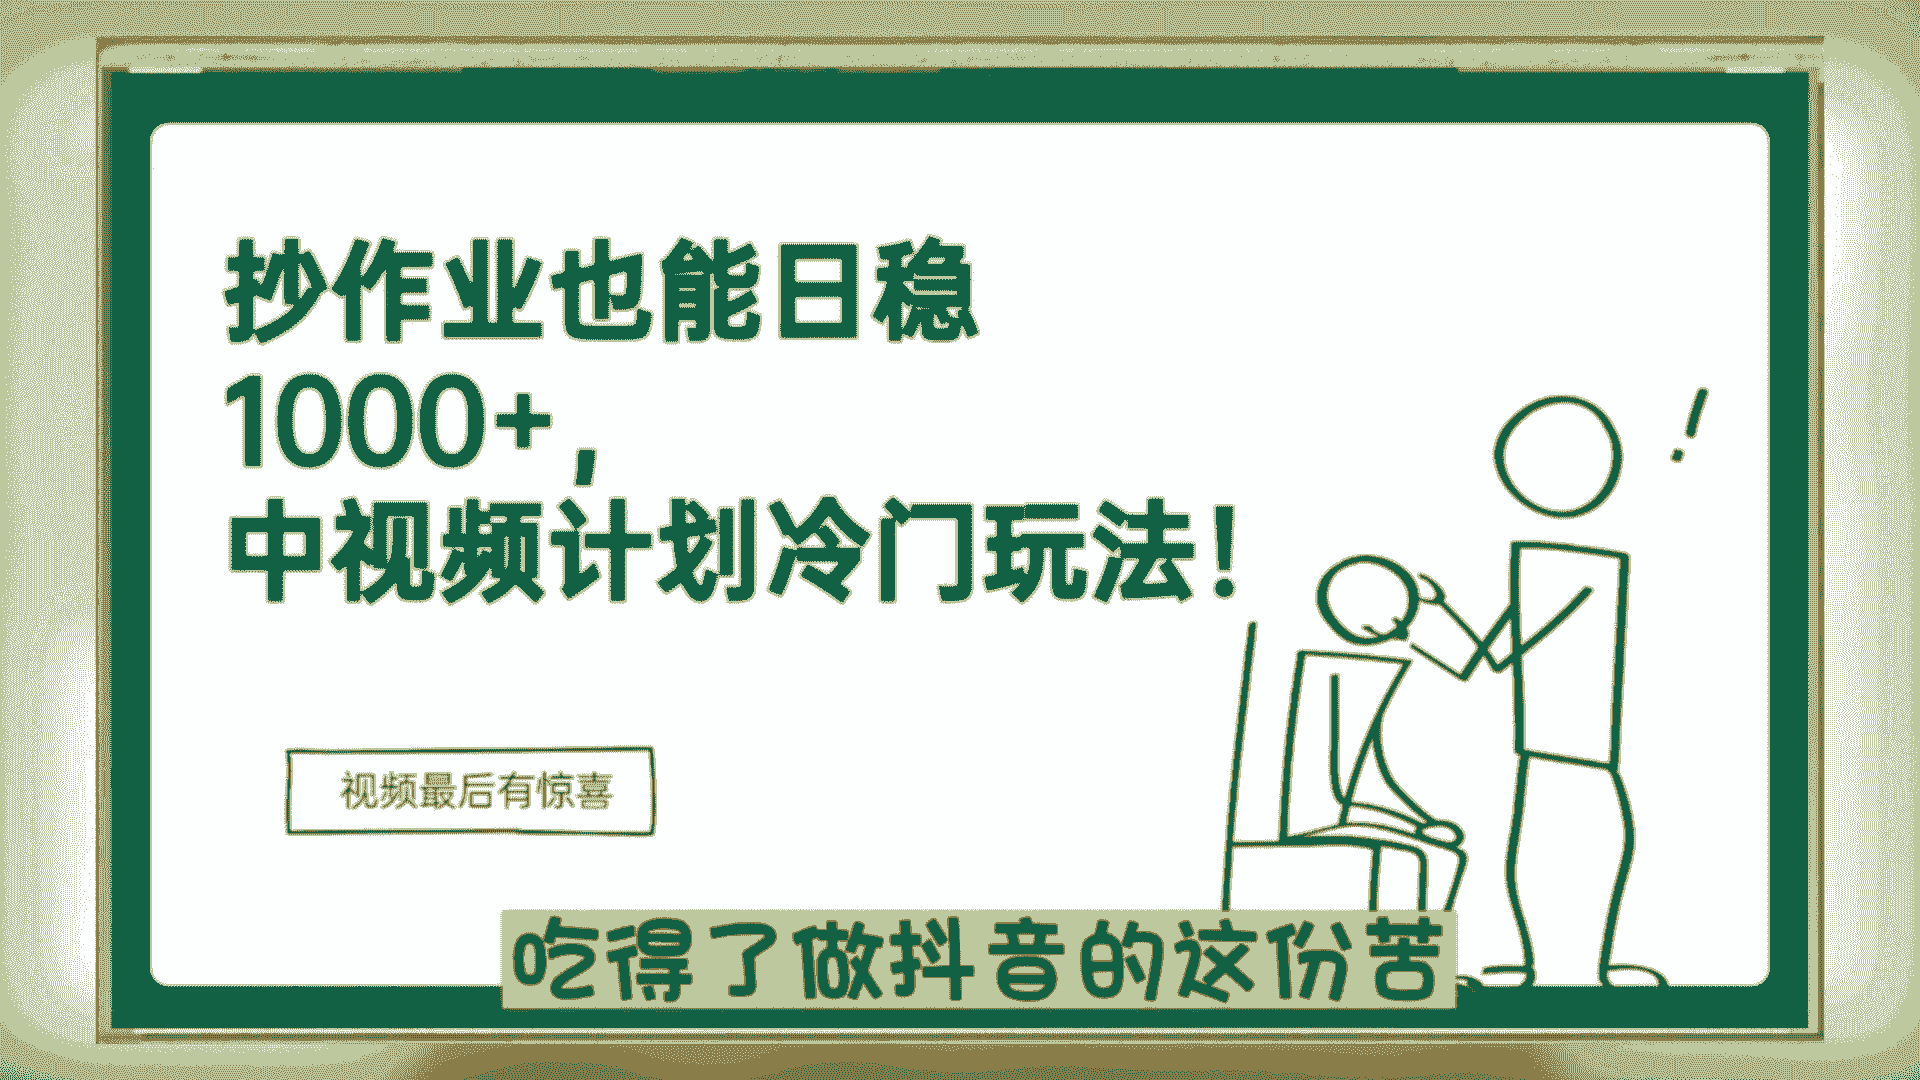 抄作业也能日稳
1000+，
中视频计划冷门玩法！
！
视频最后有惊喜
吃得了做抖音的这份苦